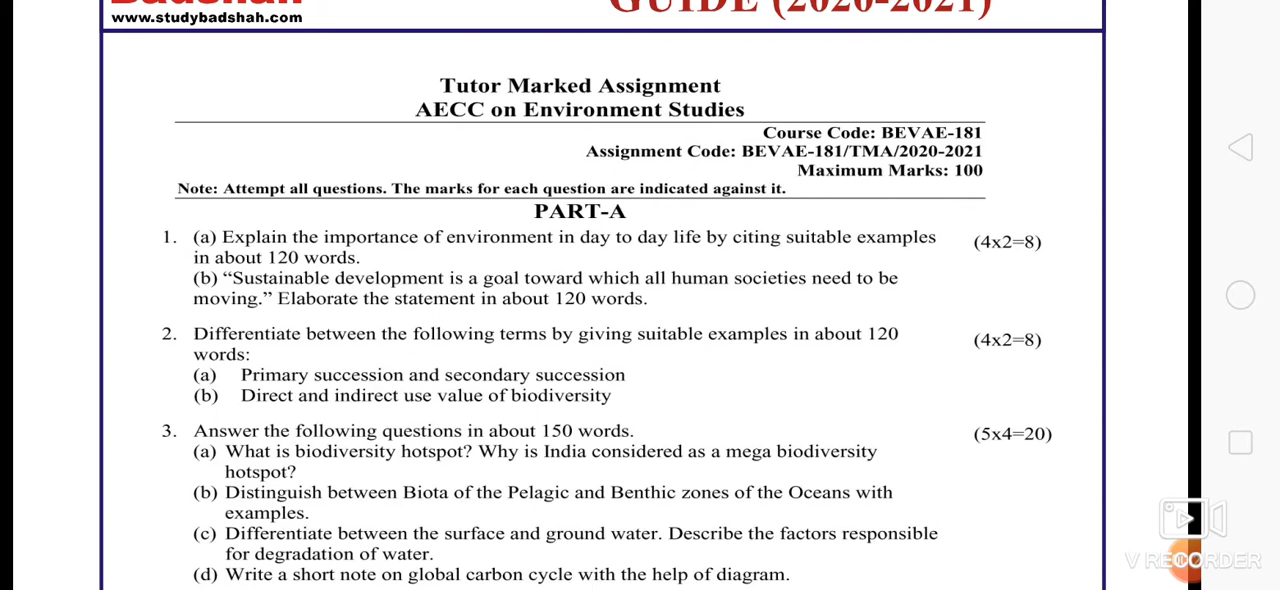 www.studybadshah.com
GUIDE (2020-2021)
Tutor Marked Assignment
AECC on Environment Studies
Course Code: BEVAE-181
Assignment Code: BEVAE-181/TMA/2020-2021
Maximum Marks: 100
Note: Attempt all questions. The marks for each question are indicated against it.
PART-A
1. (a) Explain the importance of environment in day to day life by citing suitable examples (4x2=8)
in about 120 words.
(b) “Sustainable development is a goal toward which all human societies need to be
moving.” Elaborate the statement in about 120 words.
2. Differentiate between the following terms by giving suitable examples in about 120 (4x2=8)
words:
(a) Primary succession and secondary succession
(b) Direct and indirect use value of biodiversity
3. Answer the following questions in about 150 words. (5x4=20)
(a) What is biodiversity hotspot? Why is India considered as a mega biodiversity
hotspot?
(b) Distinguish between Biota of the Pelagic and Benthic zones of the Oceans with
examples.
(c) Differentiate between the surface and ground water. Describe the factors responsible
for degradation of water.
(d) Write a short note on global carbon cycle with the help of diagram.
V RECORDER